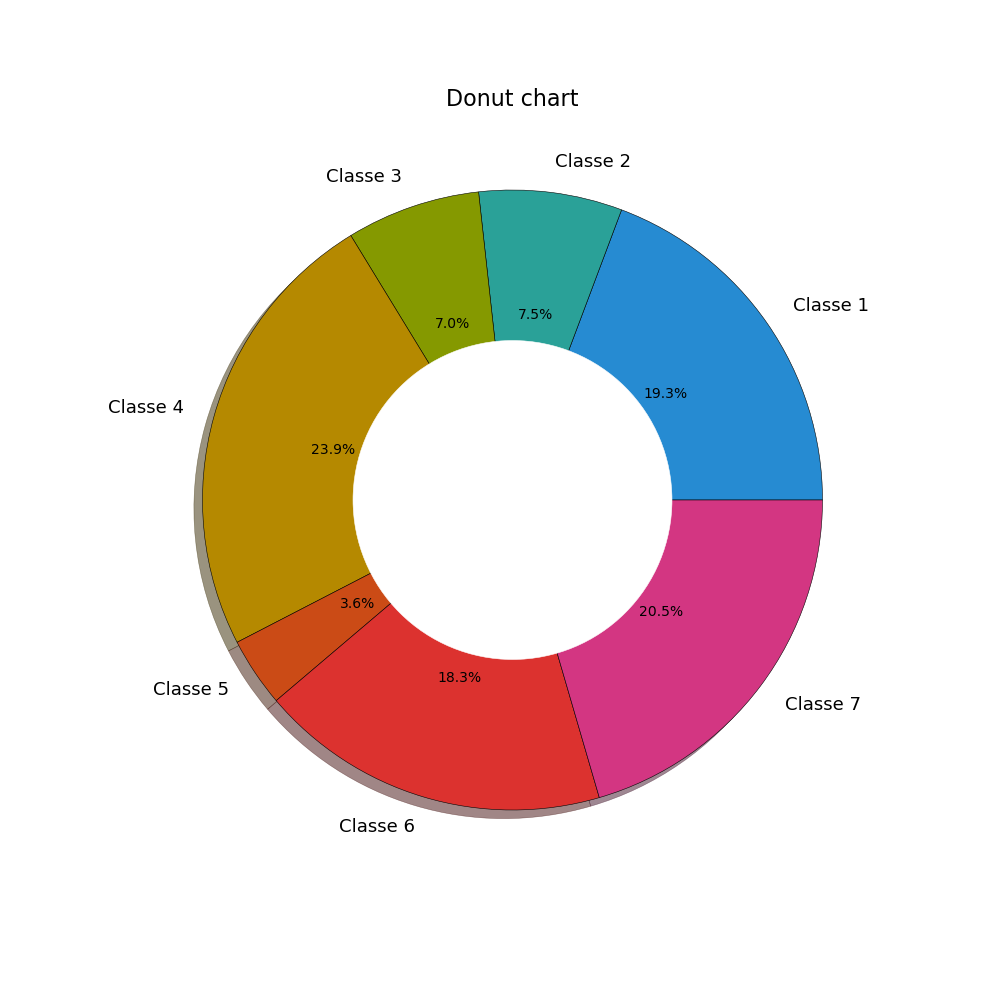 Donut chart
Classe 1
19.3%
Classe 2
7.5%
Classe 3
7.0%
Classe 4
23.9%
Classe 5
3.6%
Classe 6
18.3%
Classe 7
20.5%